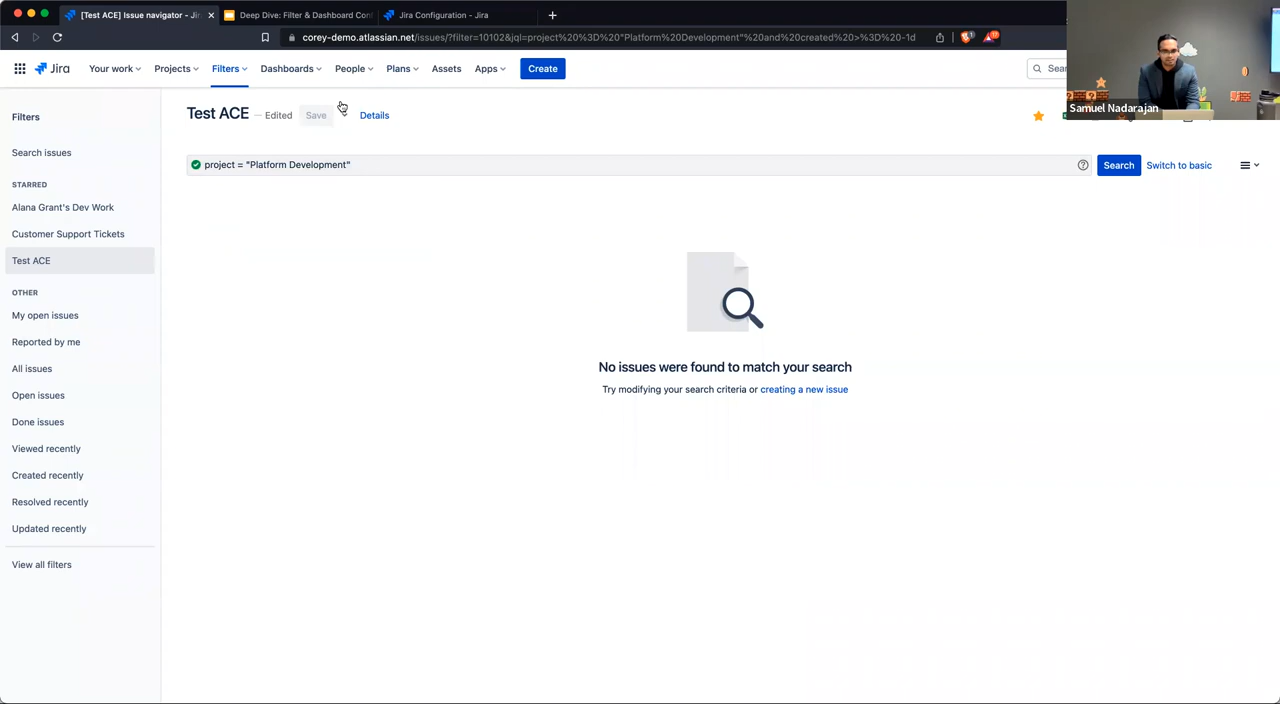 [Test ACE] Issue navigator - Jir
Deep Dive: Filter & Dashboard Con
Jira Configuration - Jira
corey-demo.atlassian.net/issues/?filter=10102&jql=project%20%3D%20"Platform%20Development"%20and%20created%20>%3D%20-1d
Jira
Your work
Projects
Filters
Dashboards
People
Plans
Assets
Apps
Create
Sear
Samuel Nadarajan
Filters
Search issues
STARRED
Alana Grant's Dev Work
Customer Support Tickets
Test ACE
OTHER
My open issues
Reported by me
All issues
Open issues
Done issues
Viewed recently
Created recently
Resolved recently
Updated recently
View all filters
Test ACE
— Edited
Save
Details
project = "Platform Development"
Search
Switch to basic
No issues were found to match your search
Try modifying your search criteria or creating a new issue